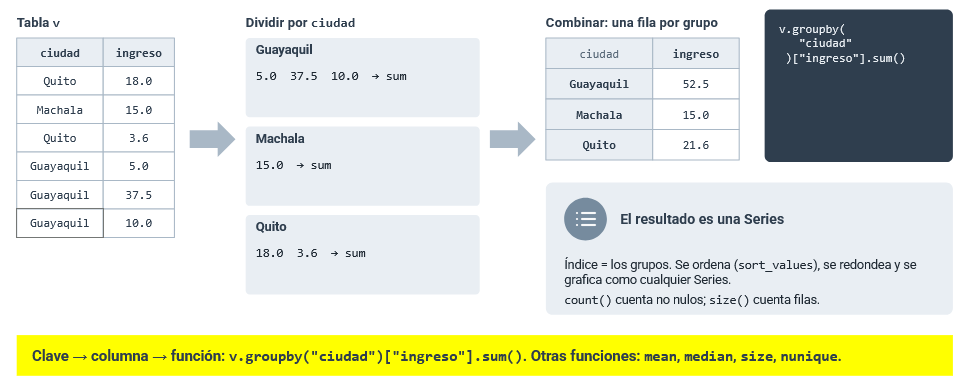 Tabla v
ciudad ingreso
Quito 18.0
Machala 15.0
Quito 3.6
Guayaquil 5.0
Guayaquil 37.5
Guayaquil 10.0
Dividir por ciudad
Guayaquil
5.0 37.5 10.0 → sum
Machala
15.0 → sum
Quito
18.0 3.6 → sum
Combinar: una fila por grupo
ciudad ingreso
Guayaquil 52.5
Machala 15.0
Quito 21.6
v.groupby(
"ciudad"
)["ingreso"].sum()
El resultado es una Series
Índice = los grupos. Se ordena (sort_values), se redondea y se
grafica como cualquier Series.
count() cuenta no nulos; size() cuenta filas.
Clave → columna → función: v.groupby("ciudad")["ingreso"].sum(). Otras funciones: mean, median, size, nunique.